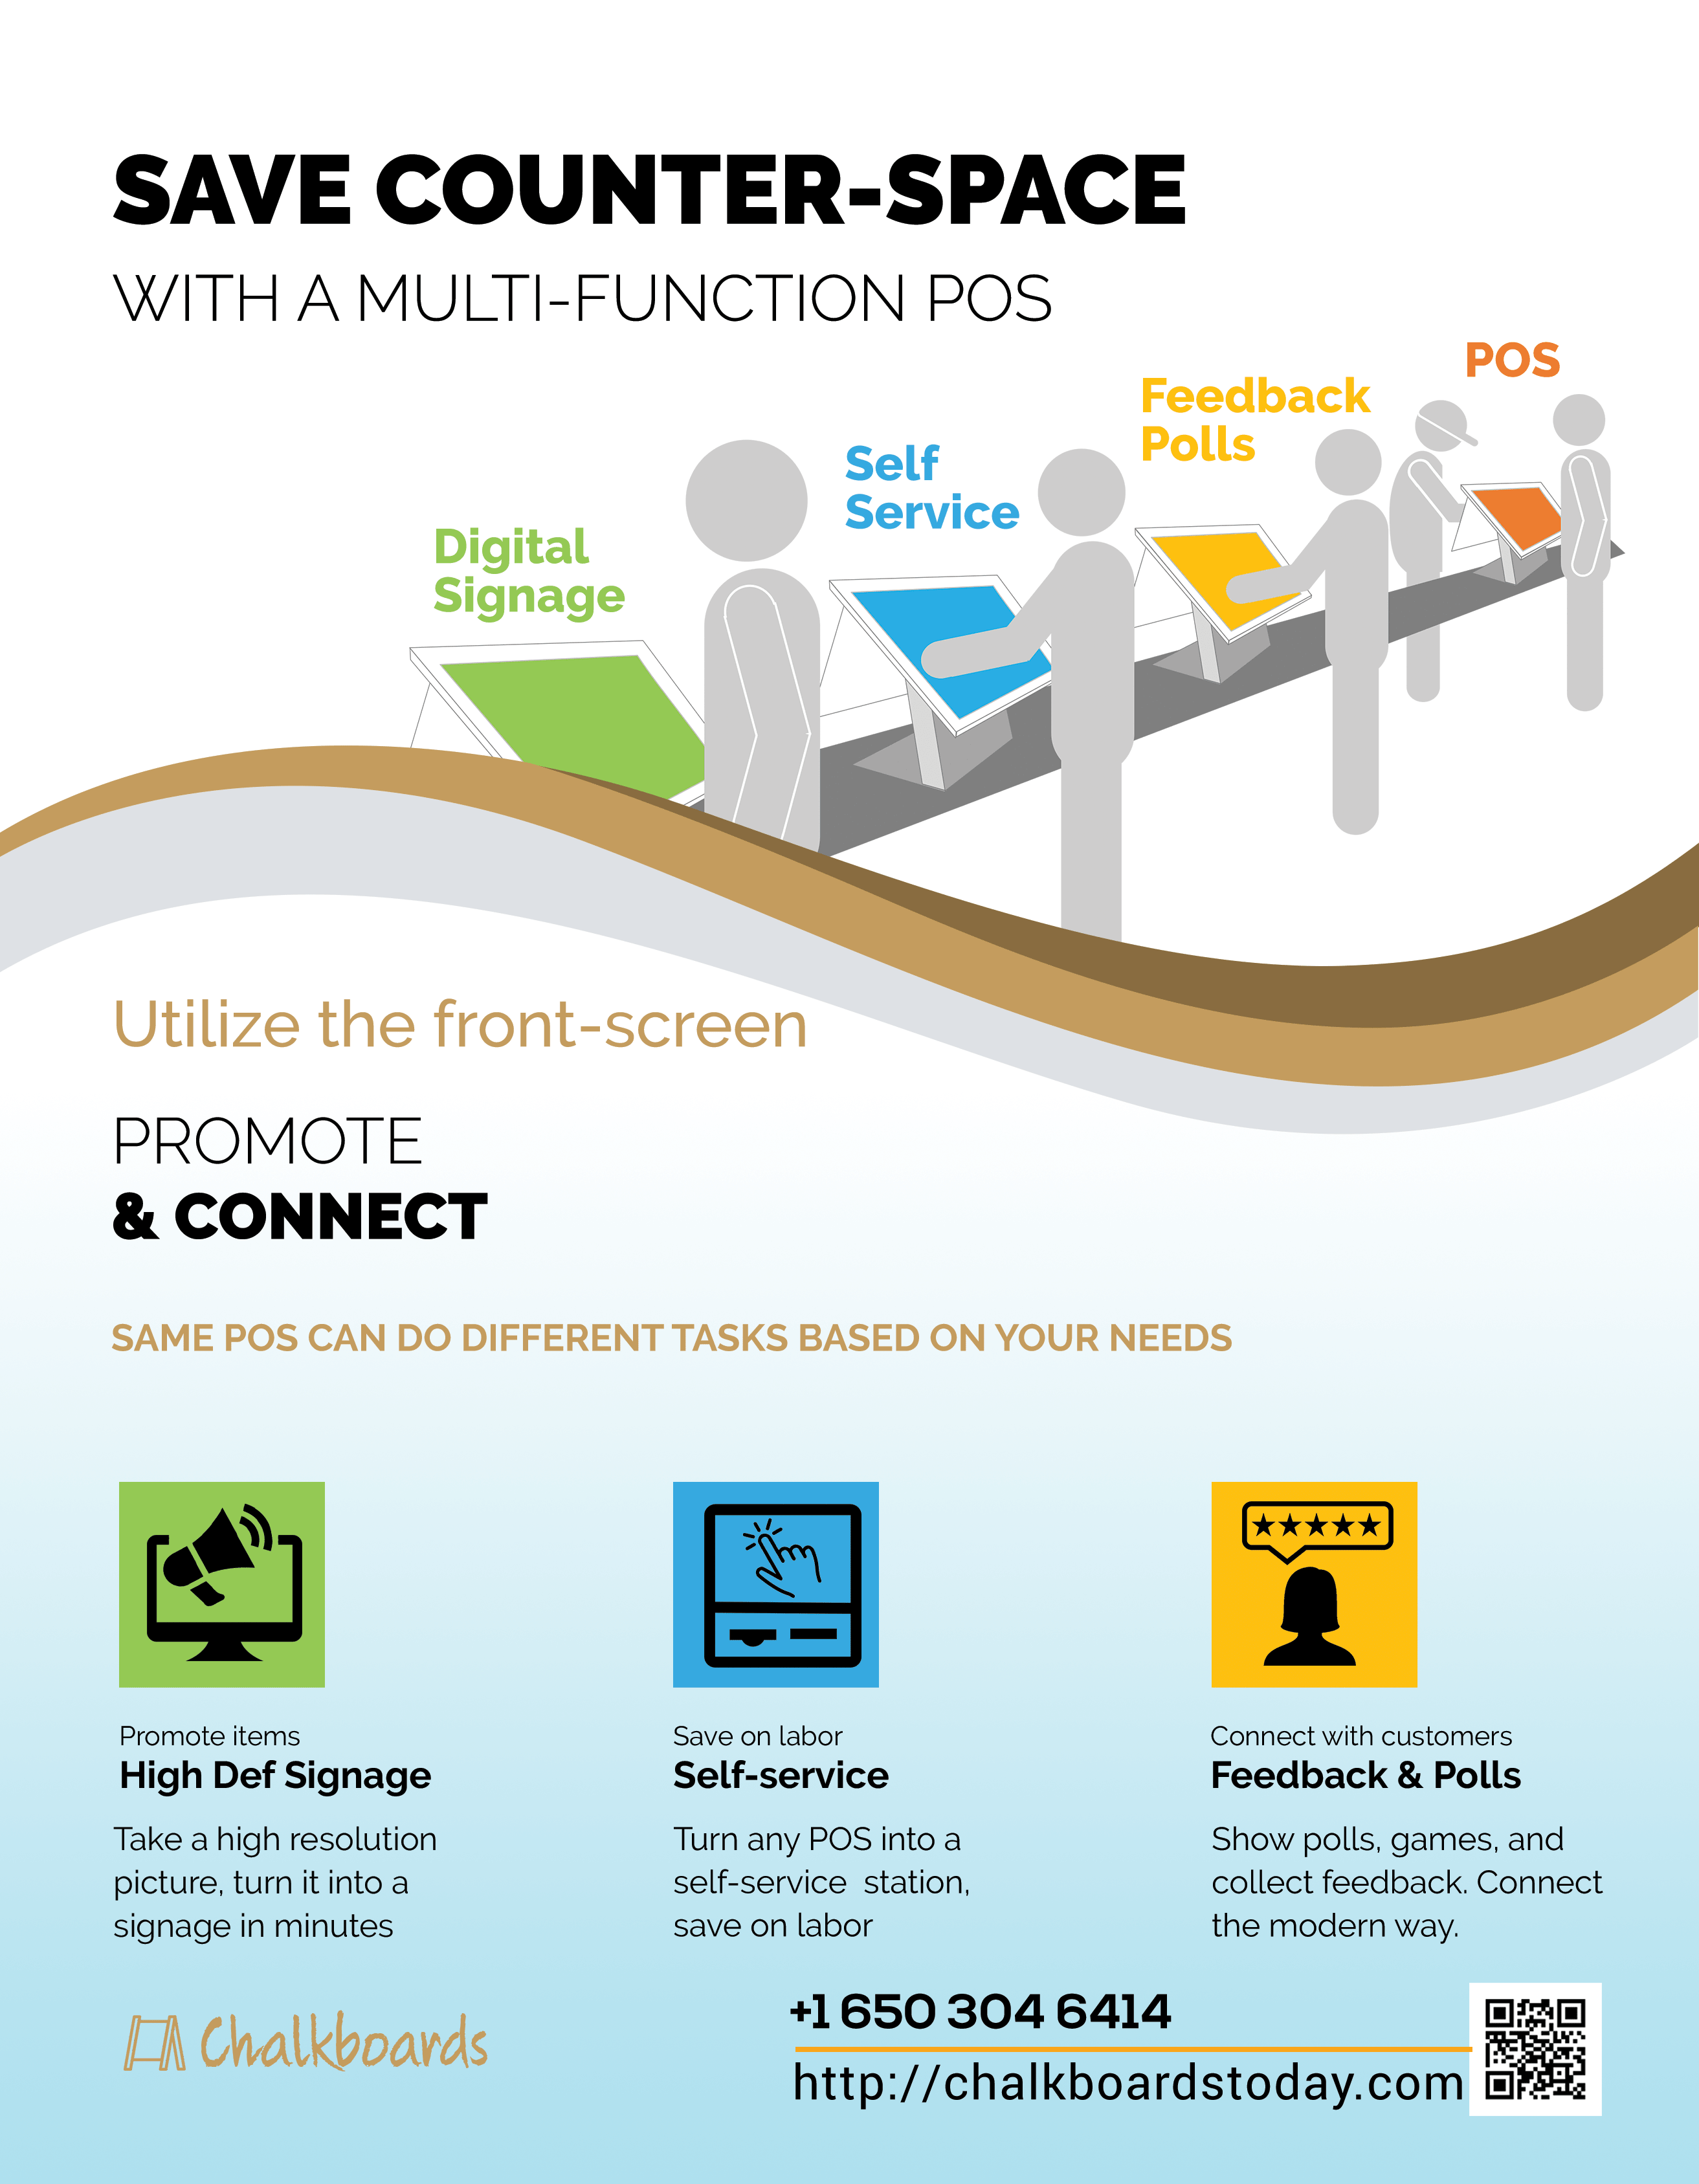 SAVE COUNTER-SPACE
WITH A MULTI-FUNCTION POS
POS
Feedback
Polls
Self
Service
Digital
Signage
Utilize the front-screen
PROMOTE
& CONNECT
SAME POS CAN DO DIFFERENT TASKS BASED ON YOUR NEEDS
Promote items
High Def Signage
Take a high resolution
picture, turn it into a
signage in minutes
Save on labor
Self-service
Turn any POS into a
self-service  station,
save on labor
Connect with customers
Feedback & Polls
Show polls, games, and
collect feedback. Connect
the modern way.
Chalkboards
+1 650 304 6414
http://chalkboardstoday.com